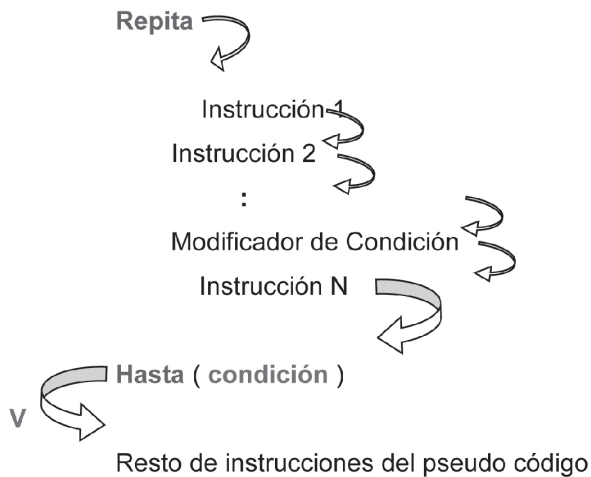 Repita
Instrucción 1
Instrucción 2
:
Modificador de Condición
Instrucción N
Hasta ( condición )
V
Resto de instrucciones del pseudo código